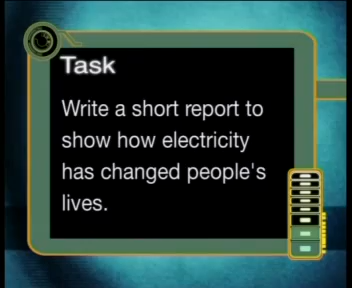 Task
Write a short report to
show how electricity
has changed people's
lives.